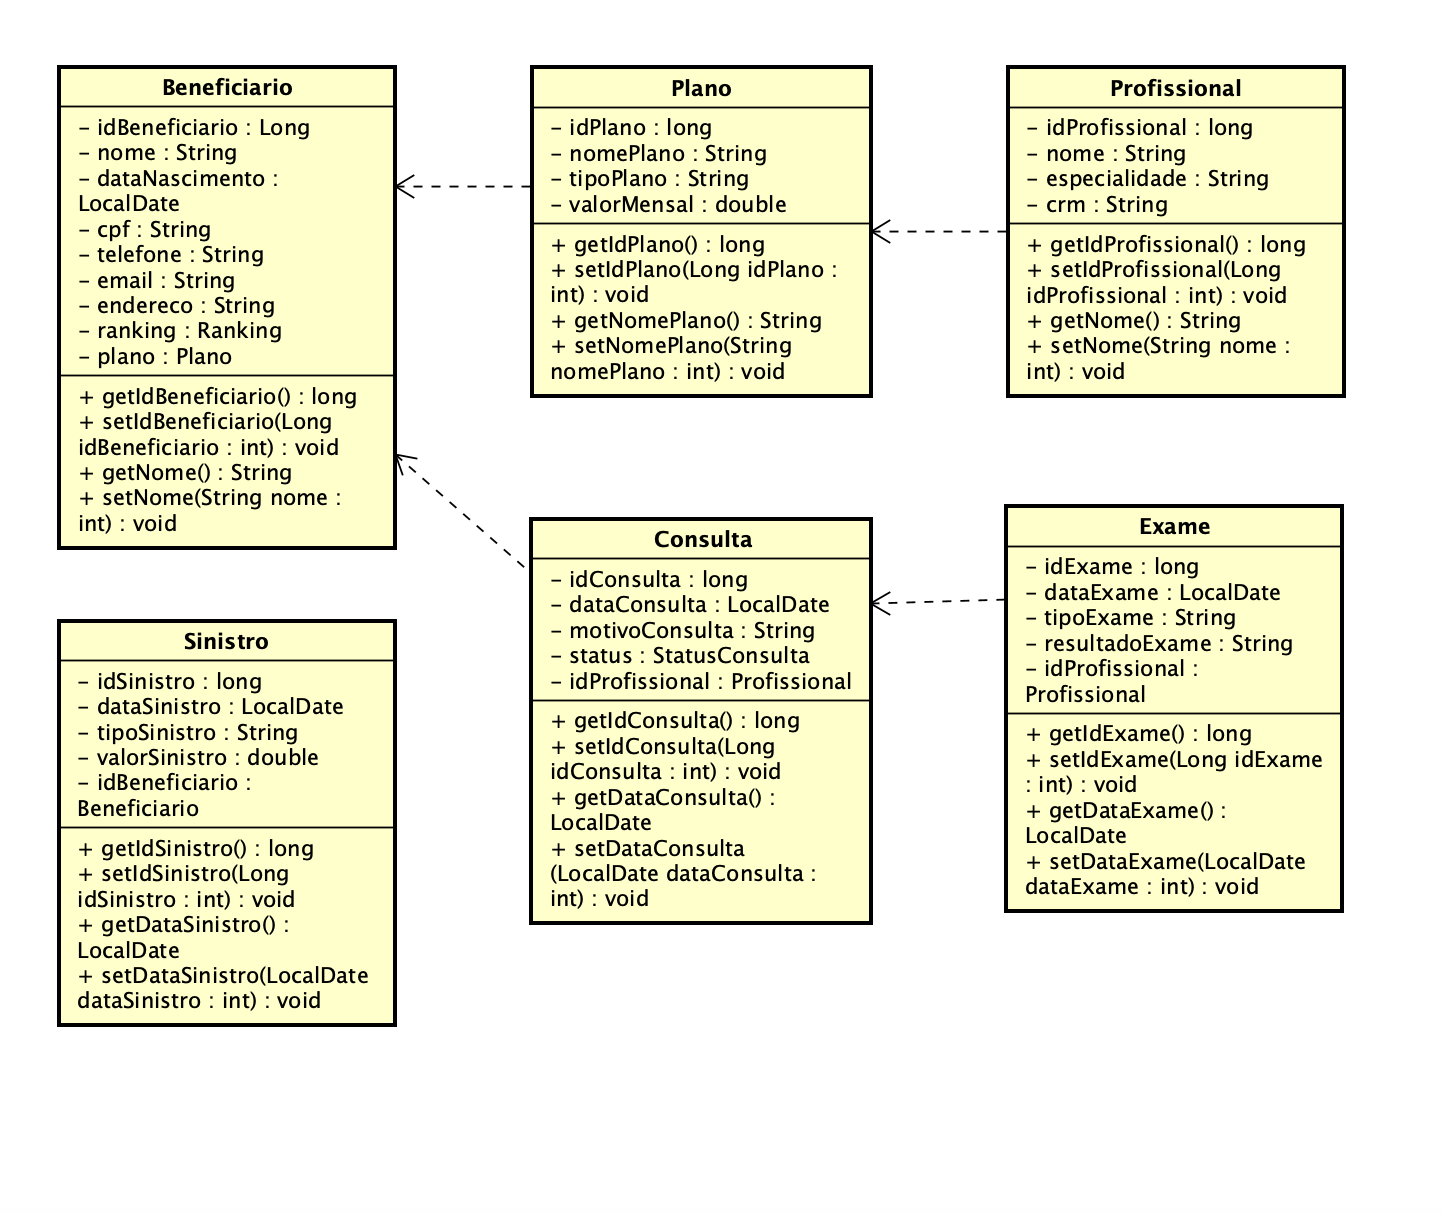 Beneficiario
– idBeneficiario : Long
– nome : String
– dataNascimento :
LocalDate
– cpf : String
– telefone : String
– email : String
– endereco : String
– ranking : Ranking
– plano : Plano
+ getIdBeneficiario() : long
+ setIdBeneficiario(Long
idBeneficiario : int) : void
+ getNome() : String
+ setNome(String nome :
int) : void
Plano
– idPlano : long
– nomePlano : String
– tipoPlano : String
– valorMensal : double
+ getIdPlano() : long
+ setIdPlano(Long idPlano :
int) : void
+ getNomePlano() : String
+ setNomePlano(String
nomePlano : int) : void
Profissional
– idProfissional : long
– nome : String
– especialidade : String
– crm : String
+ getIdProfissional() : long
+ setIdProfissional(Long
idProfissional : int) : void
+ getNome() : String
+ setNome(String nome :
int) : void
Sinistro
– idSinistro : long
– dataSinistro : LocalDate
– tipoSinistro : String
– valorSinistro : double
– idBeneficiario :
Beneficiario
+ getIdSinistro() : long
+ setIdSinistro(Long
idSinistro : int) : void
+ getDataSinistro() :
LocalDate
+ setDataSinistro(LocalDate
dataSinistro : int) : void
Consulta
– idConsulta : long
– dataConsulta : LocalDate
– motivoConsulta : String
– status : StatusConsulta
– idProfissional : Profissional
+ getIdConsulta() : long
+ setIdConsulta(Long
idConsulta : int) : void
+ getDataConsulta() :
LocalDate
+ setDataConsulta
(LocalDate dataConsulta :
int) : void
Exame
– idExame : long
– dataExame : LocalDate
– tipoExame : String
– resultadoExame : String
– idProfissional :
Profissional
+ getIdExame() : long
+ setIdExame(Long idExame
: int) : void
+ getDataExame() :
LocalDate
+ setDataExame(LocalDate
dataExame : int) : void